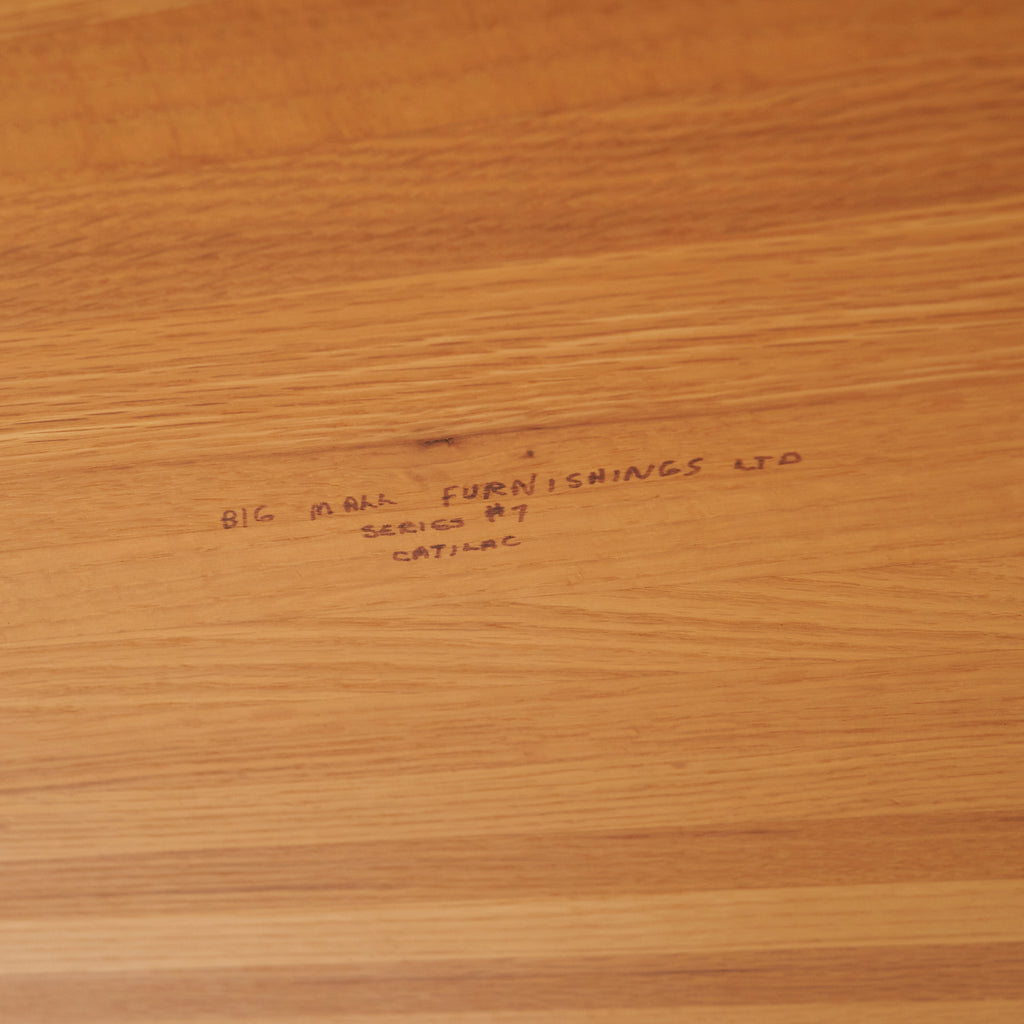 BIG MALL FURNISHINGS LTD
SERIES #7
CATILAC